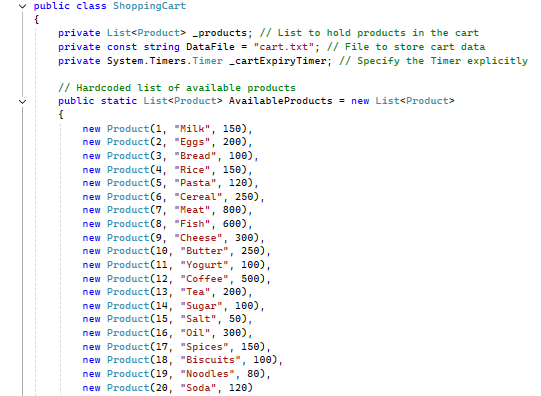 public class ShoppingCart
{
private List<Product> _products; // List to hold products in the cart
private const string DataFile = "cart.txt"; // File to store cart data
private System.Timers.Timer _cartExpiryTimer; // Specify the Timer explicitly
// Hardcoded list of available products
public static List<Product> AvailableProducts = new List<Product>
{
new Product(1, "Milk", 150),
new Product(2, "Eggs", 200),
new Product(3, "Bread", 100),
new Product(4, "Rice", 150),
new Product(5, "Pasta", 120),
new Product(6, "Cereal", 250),
new Product(7, "Meat", 800),
new Product(8, "Fish", 600),
new Product(9, "Cheese", 300),
new Product(10, "Butter", 250),
new Product(11, "Yogurt", 100),
new Product(12, "Coffee", 500),
new Product(13, "Tea", 200),
new Product(14, "Sugar", 100),
new Product(15, "Salt", 50),
new Product(16, "Oil", 300),
new Product(17, "Spices", 150),
new Product(18, "Biscuits", 100),
new Product(19, "Noodles", 80),
new Product(20, "Soda", 120)